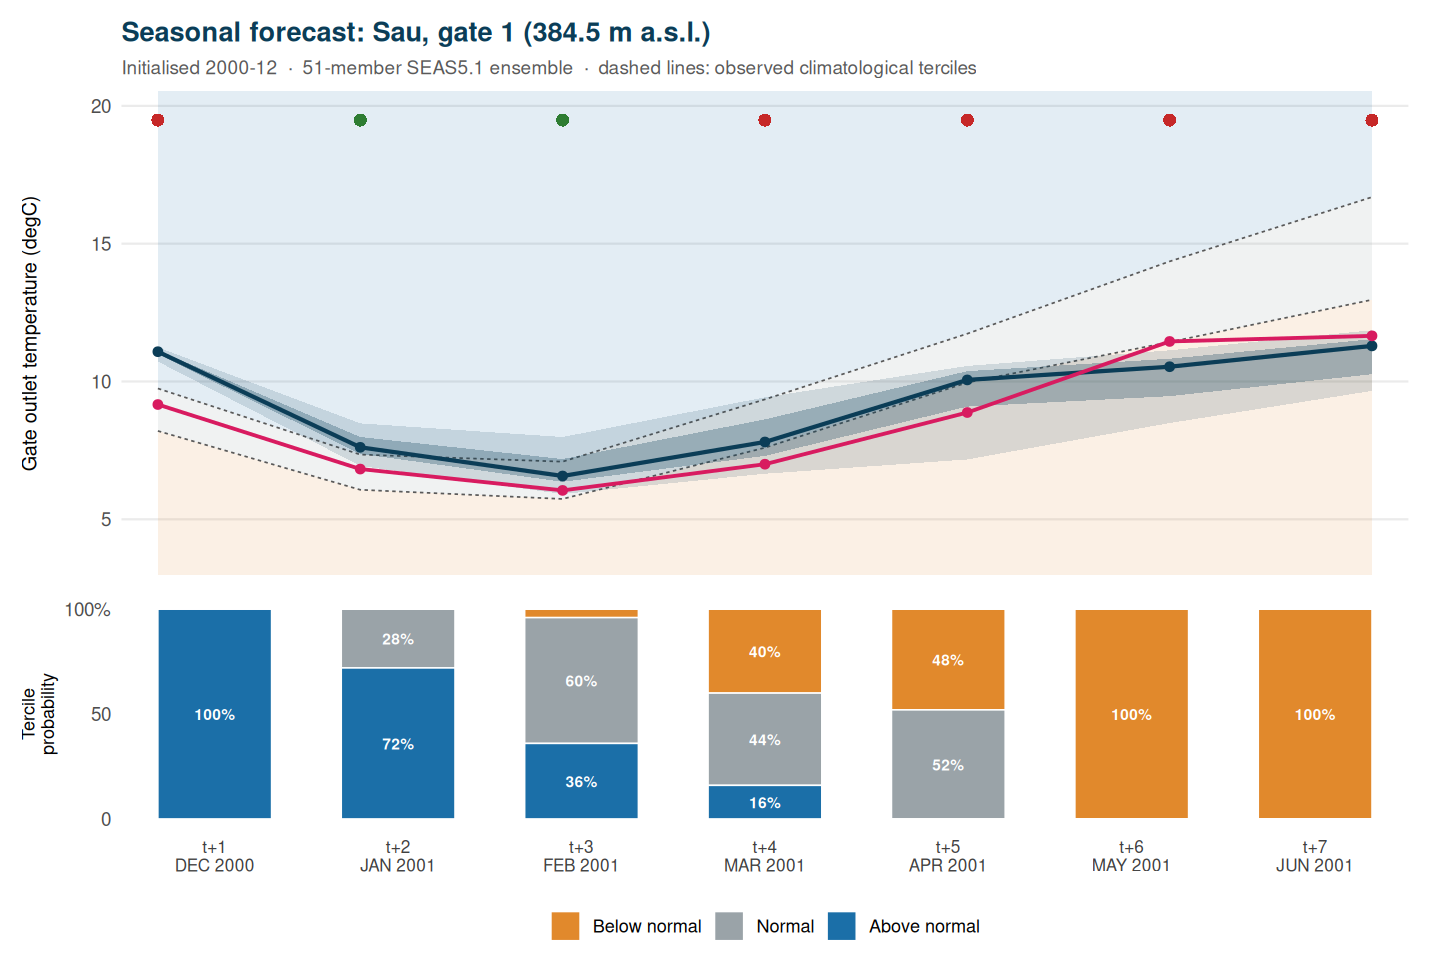 Seasonal forecast: Sau, gate 1 (384.5 m a.s.l.)
Initialised 2000-12 · 51-member SEAS5.1 ensemble · dashed lines: observed climatological terciles
Gate outlet temperature (degC)
20
15
10
5
Tercile
probability
100%
50
0
100%
28%
72%
60%
36%
40%
44%
16%
48%
52%
100%
100%
t+1
DEC 2000
t+2
JAN 2001
t+3
FEB 2001
t+4
MAR 2001
t+5
APR 2001
t+6
MAY 2001
t+7
JUN 2001
Below normal
Normal
Above normal